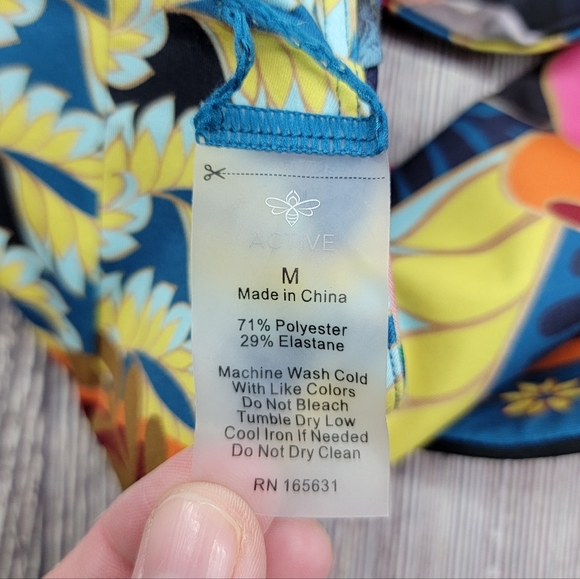 ACTIVE
M
Made in China
71% Polyester
29% Elastane
Machine Wash Cold
With Like Colors
Do Not Bleach
Tumble Dry Low
Cool Iron If Needed
Do Not Dry Clean
RN 165631